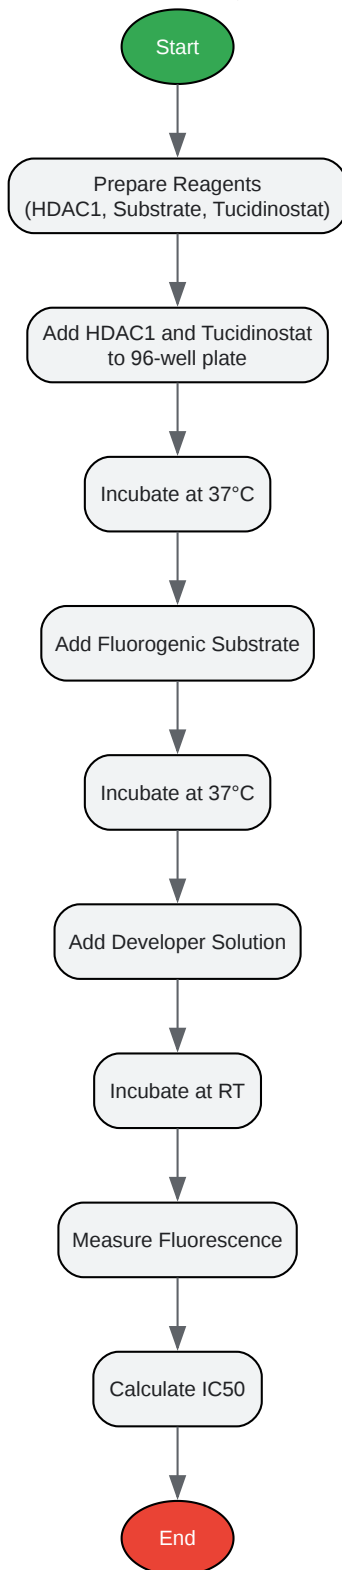 Start
Prepare Reagents
(HDAC1, Substrate, Tucidinostat)
Add HDAC1 and Tucidinostat
to 96-well plate
Incubate at 37°C
Add Fluorogenic Substrate
Incubate at 37°C
Add Developer Solution
Incubate at RT
Measure Fluorescence
Calculate IC50
End